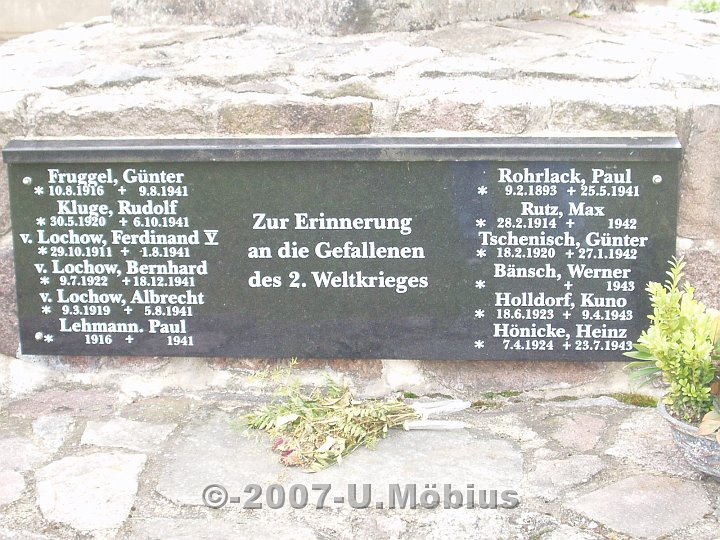 Fruggel, Günter
* 10.8.1916 + 9.8.1941
Kluge, Rudolf
* 30.5.1920 + 6.10.1941
v. Lochow, Ferdinand V
* 29.10.1911 + 1.8.1941
v. Lochow, Bernhard
* 9.7.1922 + 18.12.1941
v. Lochow, Albrecht
* 9.3.1919 + 5.8.1941
Lehmann. Paul
* 1916 + 1941
Zur Erinnerung
an die Gefallenen
des 2. Weltkrieges
Rohrlack, Paul
* 9.2.1893 + 25.5.1941
Rutz, Max
* 28.2.1914 + 1942
Tschenisch, Günter
* 18.2.1920 + 27.1.1942
Bänsch, Werner
* + 1943
Holldorf, Kuno
* 18.6.1923 + 9.4.1943
Hönicke, Heinz
* 7.4.1924 + 23.7.1943
©-2007-U.Möbius